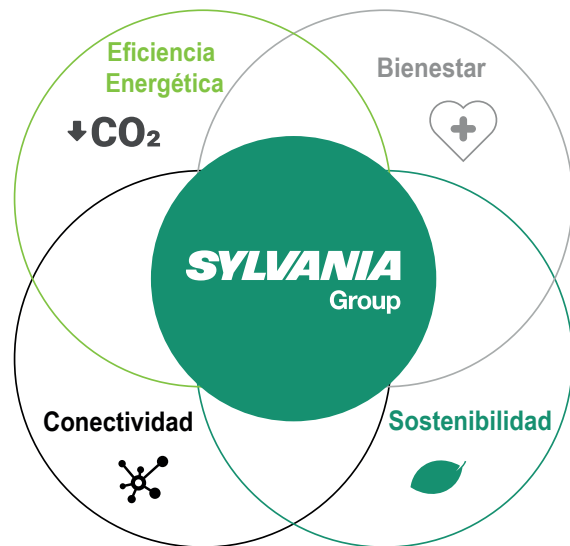 Eficiencia
Energética
CO₂
Bienestar
SYLVANIA
Group
Conectividad
Sostenibilidad